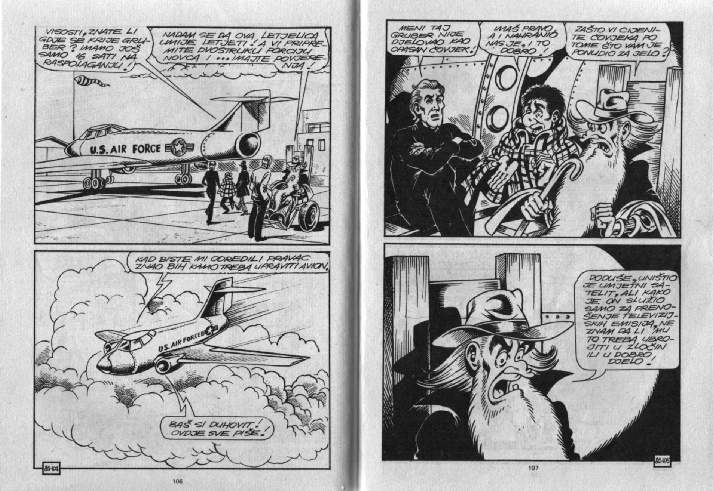 VISOSTI, ZNATE LI
GDJE SE KRIJE GRU-
BER? IMAMO JOŠ
SAMO 16 SATI NA
RASPOLAGANJU!
NADAM SE DA OVA LETJELICA
UMIJE LETJETI! A VI PRIPRE-
MITE DVOSTRUKU PORCIJU
NOVCA I ... IMAJTE POVJERE-
NJA!
U.S. AIR FORCE
KAD BISTE MI ODREDILI PRAVAC
ZNAO BIH KAMO TREBA UPRAVITI AVION.
U.S. AIR FORCE
BAŠ SI DUHOVIT!
OVDJE SVE PIŠE!
106
MENI TAJ
GRUBER NIJE
DJELOVAO KAO
OPASAN ČOVJEK!
IMAŠ PRAVO.
A I NAHRANIO
NAS JE, I TO
DOBRO!
ZAŠTO VI CIJENI-
TE ČOVJEKA PO
TOME ŠTO VAM JE
PONUDIO ZA JELO?
DODUŠE, UNIŠTIO
JE UMJETNI SA-
TELIT, ALI KAKO
JE ON SLUŽIO
SAMO ZA PRENO-
ŠENJE TELEVIZIJ-
SKIH EMISIJA, NE
ZNAM DA LI MU
TO TREBA UBRO-
JITI U ZLOČIN
ILI U DOBRO
DJELO!
107